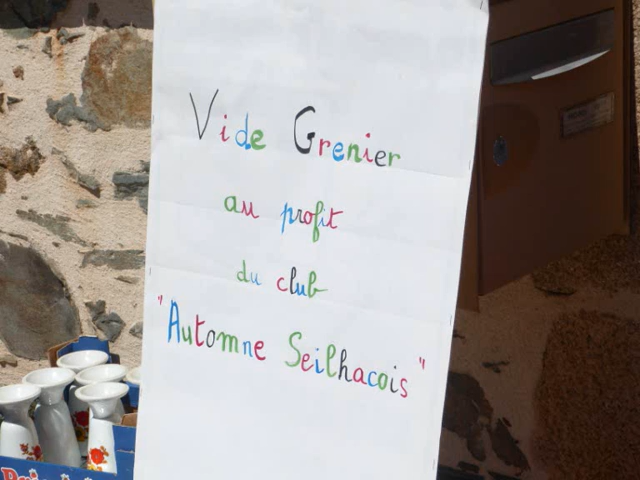 Vide Grenier
au profit
du club
"Automne Seilhacois"